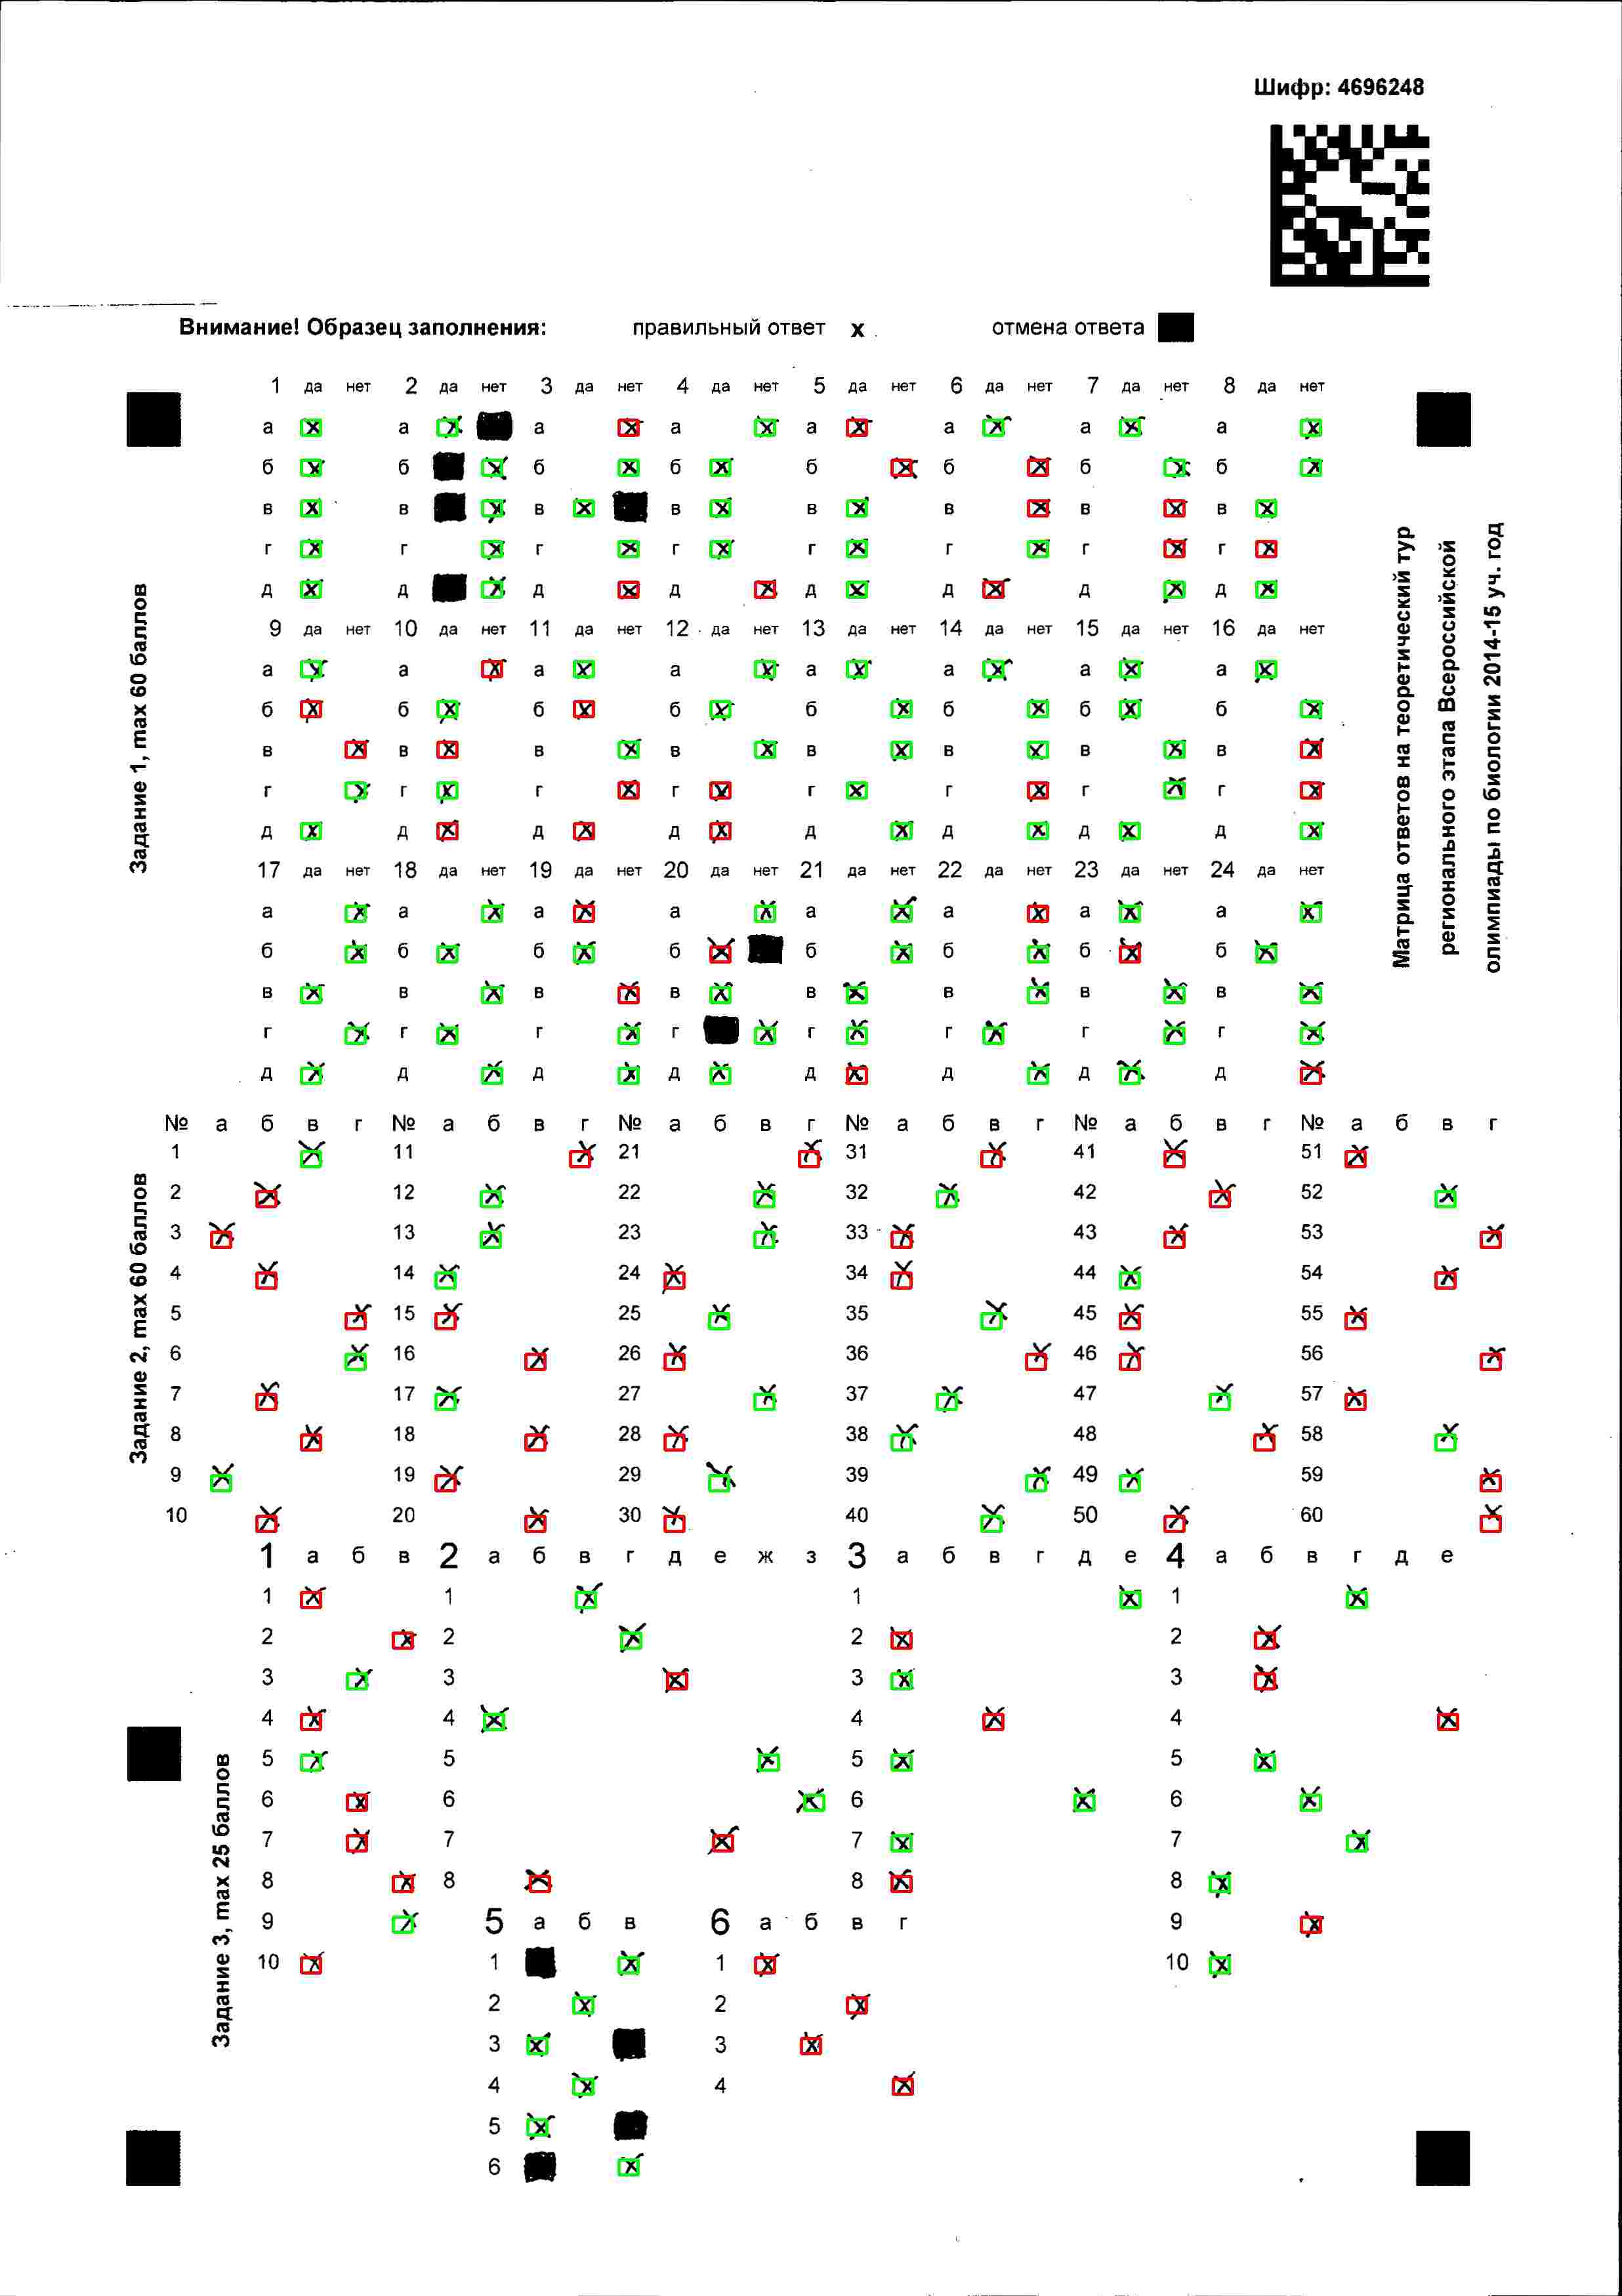 Шифр: 4696248
Внимание! Образец заполнения: правильный ответ x отмена ответа
1 да нет 2 да нет 3 да нет 4 да нет 5 да нет 6 да нет 7 да нет 8 да нет
а а а а а а а а
б б б б б б б б
в в в в в в в в
г г г г г г г г
д д д д д д д д
9 да нет 10 да нет 11 да нет 12 да нет 13 да нет 14 да нет 15 да нет 16 да нет
а а а а а а а а
б б б б б б б б
в в в в в в в в
г г г г г г г г
д д д д д д д д
17 да нет 18 да нет 19 да нет 20 да нет 21 да нет 22 да нет 23 да нет 24 да нет
а а а а а а а а
б б б б б б б б
в в в в в в в в
г г г г г г г г
д д д д д д д д
№ а б в г № а б в г № а б в г № а б в г № а б в г № а б в г
1 11 21 31 41 51
2 12 22 32 42 52
3 13 23 33 43 53
4 14 24 34 44 54
5 15 25 35 45 55
6 16 26 36 46 56
7 17 27 37 47 57
8 18 28 38 48 58
9 19 29 39 49 59
10 20 30 40 50 60
1 а б в 2 а б в г д е ж з 3 а б в г д е 4 а б в г д е
1 1 1 1
2 2 2 2
3 3 3 3
4 4 4 4
5 5 5 5
6 6 6 6
7 7 7 7
8 8 8 8
9 5 а б в 6 а б в г 9
10 1 1 10
2 2
3 3
4 4
5
6
Задание 1, max 60 баллов
Задание 2, max 60 баллов
Задание 3, max 25 баллов
Матрица ответов на теоретический тур
регионального этапа Всероссийской
олимпиады по биологии 2014-15 уч. год